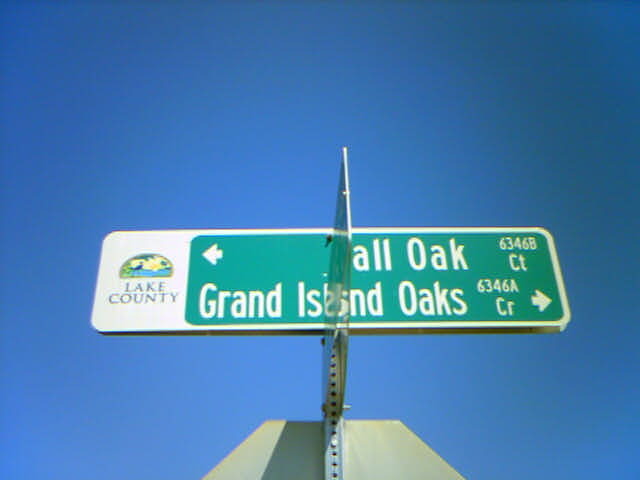 LAKE
COUNTY
all Oak Ct 6346B
Grand Island Oaks Cr 6346A